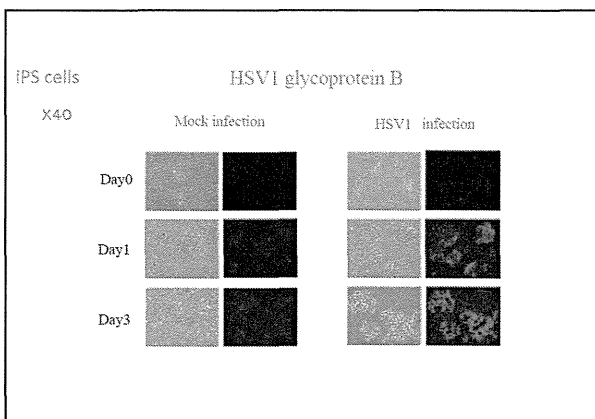 iPS cells
HSV1 glycoprotein B
X40
Mock infection
HSV1 infection
Day0
Day1
Day3